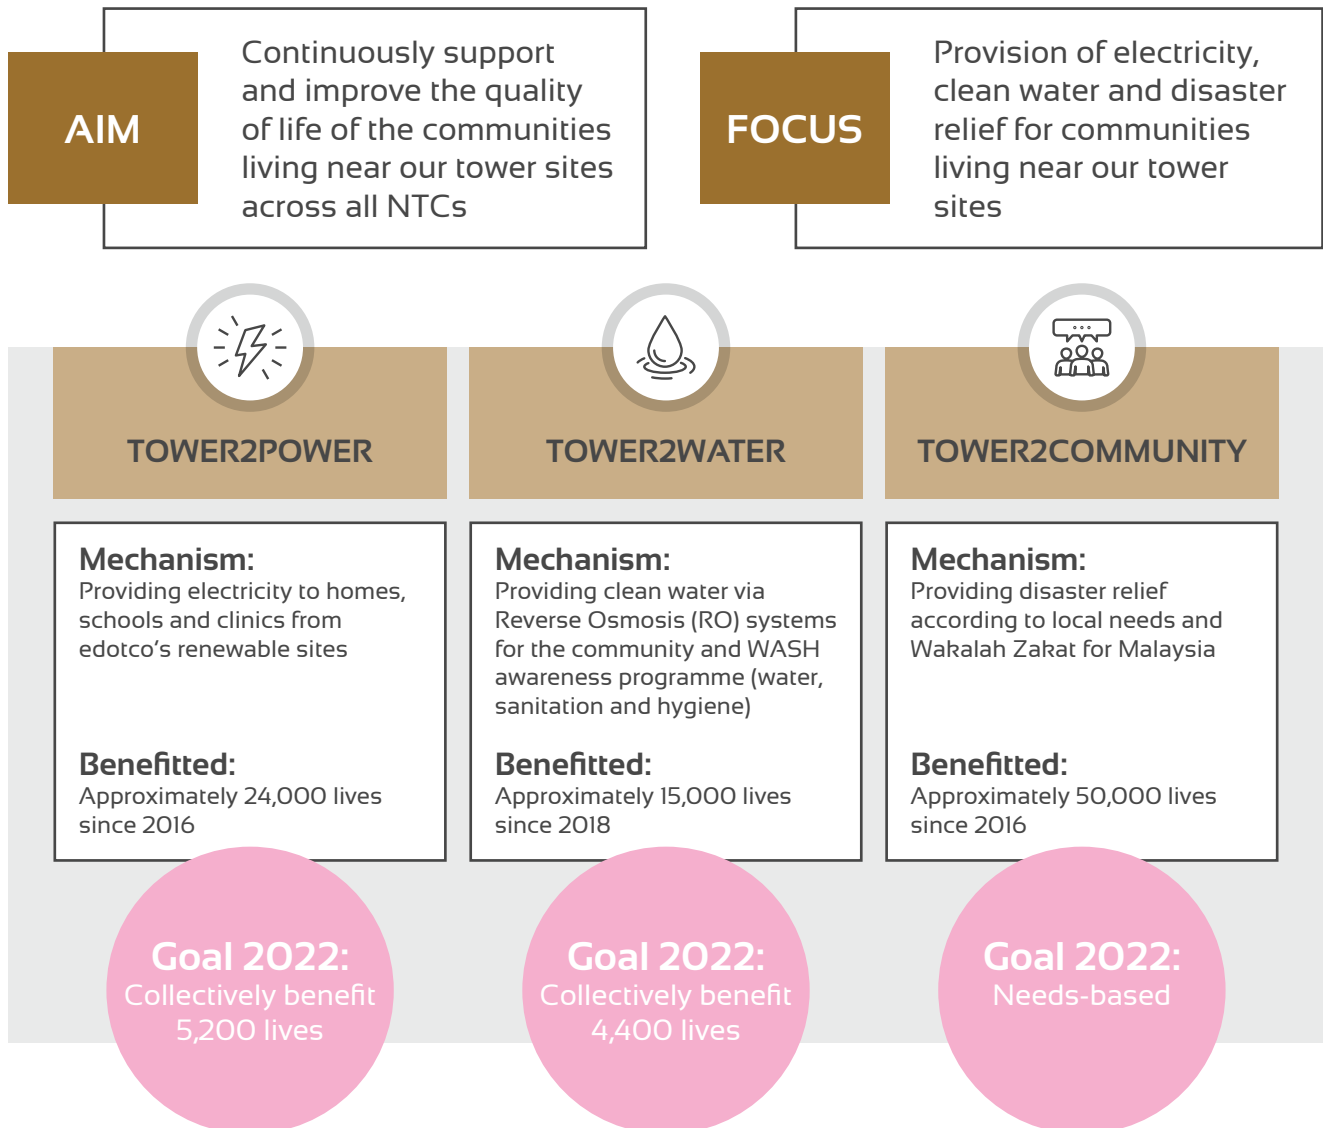 AIM
Continuously support
and improve the quality
of life of the communities
living near our tower sites
across all NTCs
FOCUS
Provision of electricity,
clean water and disaster
relief for communities
living near our tower
sites
TOWER2POWER
Mechanism:
Providing electricity to homes,
schools and clinics from
edotco's renewable sites
Benefitted:
Approximately 24,000 lives
since 2016
Goal 2022:
Collectively benefit
5,200 lives
TOWER2WATER
Mechanism:
Providing clean water via
Reverse Osmosis (RO) systems
for the community and WASH
awareness programme (water,
sanitation and hygiene)
Benefitted:
Approximately 15,000 lives
since 2018
Goal 2022:
Collectively benefit
4,400 lives
TOWER2COMMUNITY
Mechanism:
Providing disaster relief
according to local needs and
Wakalah Zakat for Malaysia
Benefitted:
Approximately 50,000 lives
since 2016
Goal 2022:
Needs-based